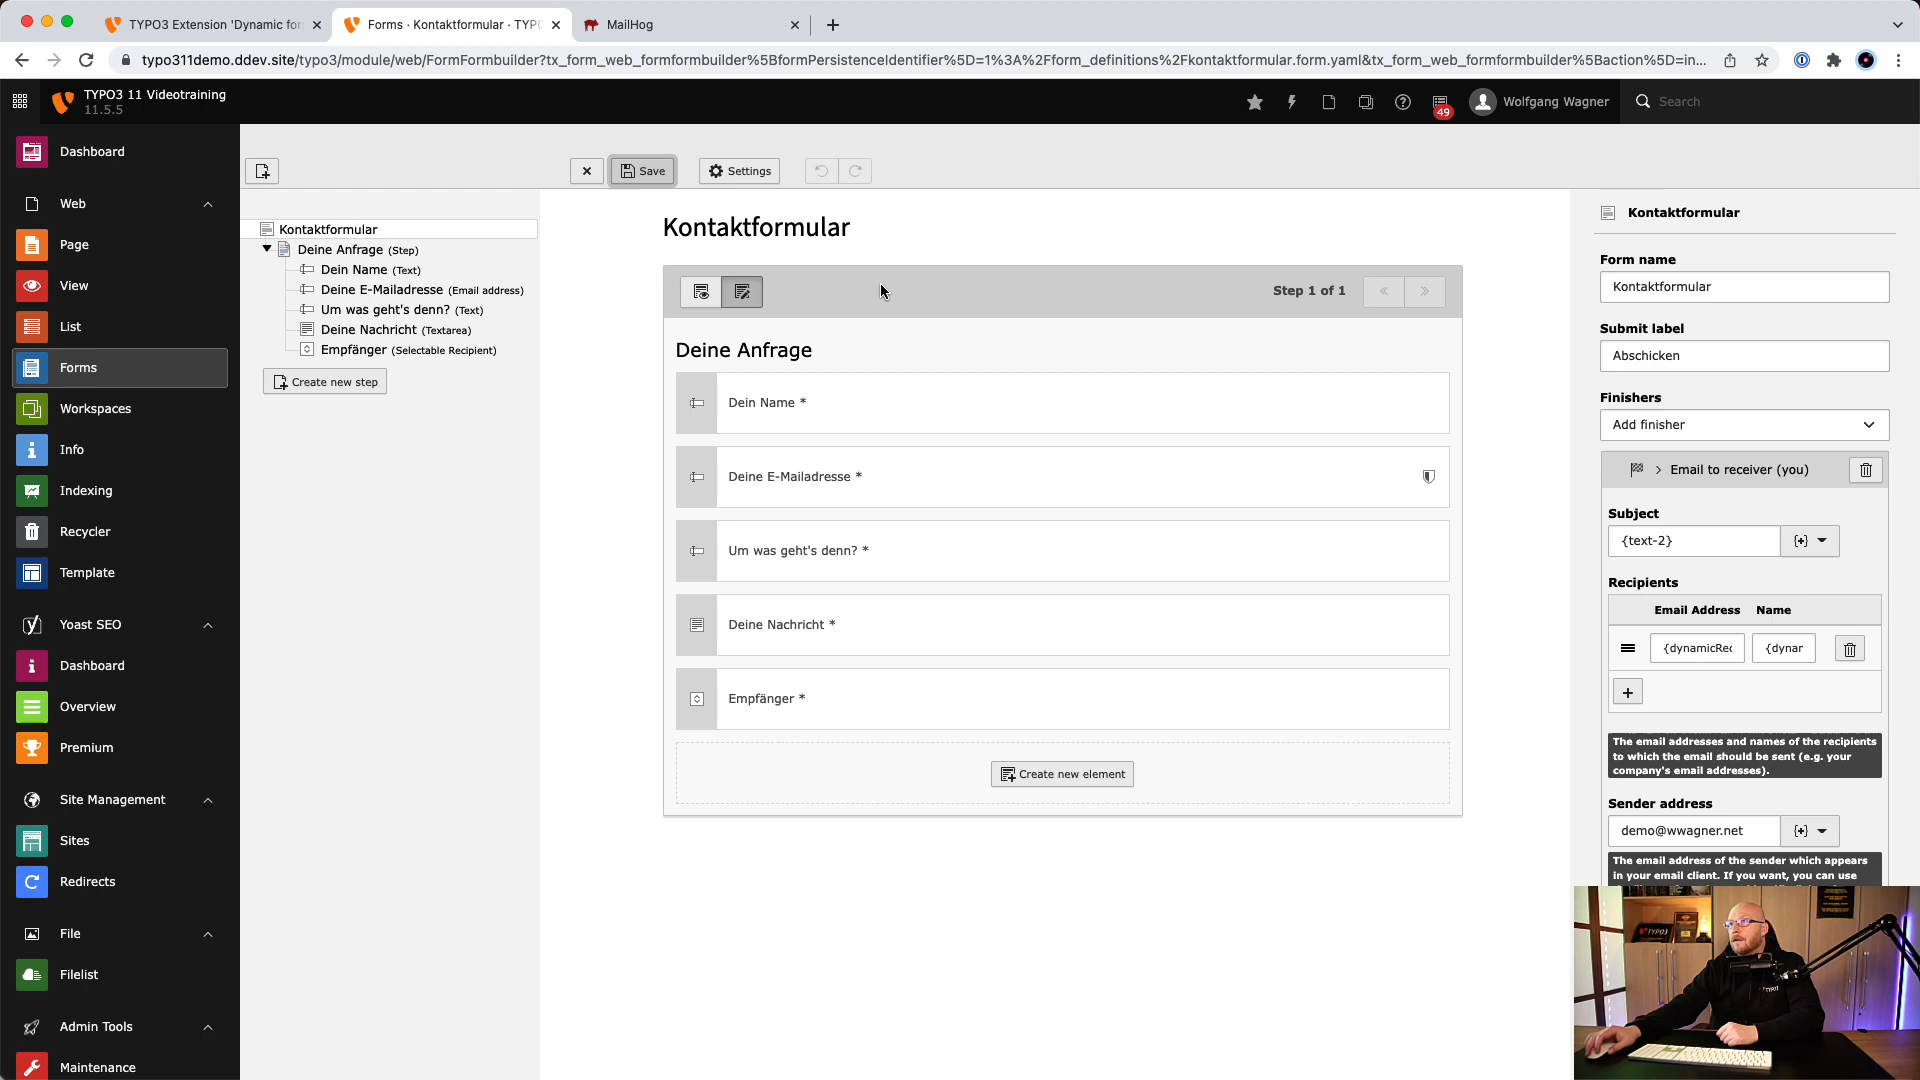 TYPO3 Extension 'Dynamic for
Forms · Kontaktformular · TYPO
MailHog
typo311demo.ddev.site/typo3/module/web/FormFormbuilder?tx_form_web_formformbuilder%5BformPersistenceIdentifier%5D=1%3A%2Fform_definitions%2Fkontaktformular.form.yaml&tx_form_web_formformbuilder%5Baction%5D=in...
TYPO3 11 Videotraining
11.5.5
49
Wolfgang Wagner
Search
Dashboard
Web
Page
View
List
Forms
Workspaces
Info
Indexing
Recycler
Template
Yoast SEO
Dashboard
Overview
Premium
Site Management
Sites
Redirects
File
Filelist
Admin Tools
Maintenance
Save
Settings
Kontaktformular
Deine Anfrage (Step)
Dein Name (Text)
Deine E-Mailadresse (Email address)
Um was geht's denn? (Text)
Deine Nachricht (Textarea)
Empfänger (Selectable Recipient)
Create new step
Kontaktformular
Step 1 of 1
Deine Anfrage
Dein Name *
Deine E-Mailadresse *
Um was geht's denn? *
Deine Nachricht *
Empfänger *
Create new element
Kontaktformular
Form name
Kontaktformular
Submit label
Abschicken
Finishers
Add finisher
Email to receiver (you)
Subject
{text-2}
{+}
Recipients
Email Address Name
{dynamicRec {dynar
The email addresses and names of the recipients
to which the email should be sent (e.g. your
company's email addresses).
Sender address
demo@wwagner.net
{+}
The email address of the sender which appears
in your email client. If you want, you can use
TYPO3
TYPO3